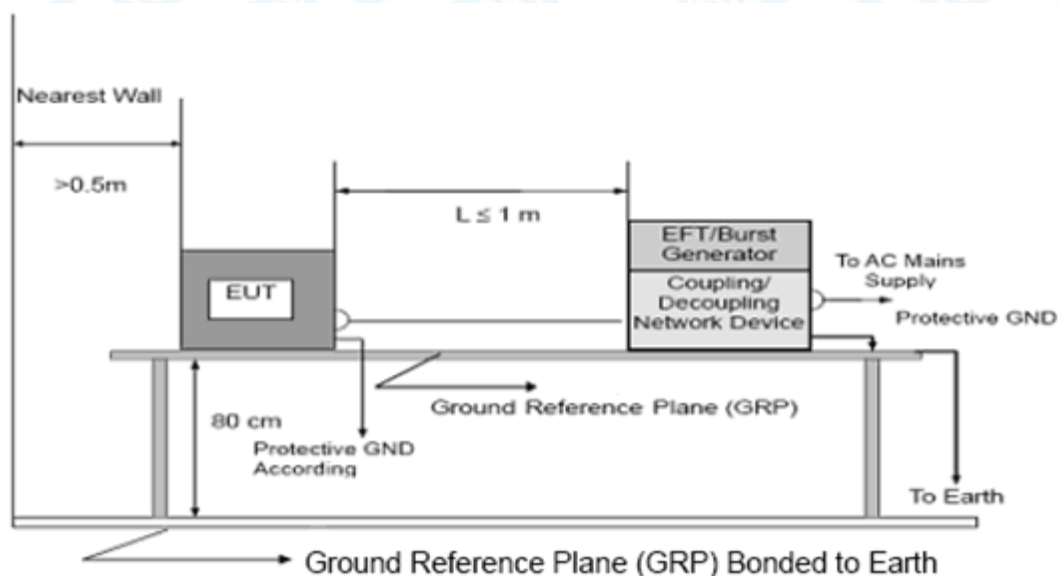 Nearest Wall
>0.5m
L ≤ 1 m
EUT
EFT/Burst
Generator
Coupling/
Decoupling
Network Device
To AC Mains
Supply
Protective GND
Ground Reference Plane (GRP)
80 cm
Protective GND
According
To Earth
Ground Reference Plane (GRP) Bonded to Earth